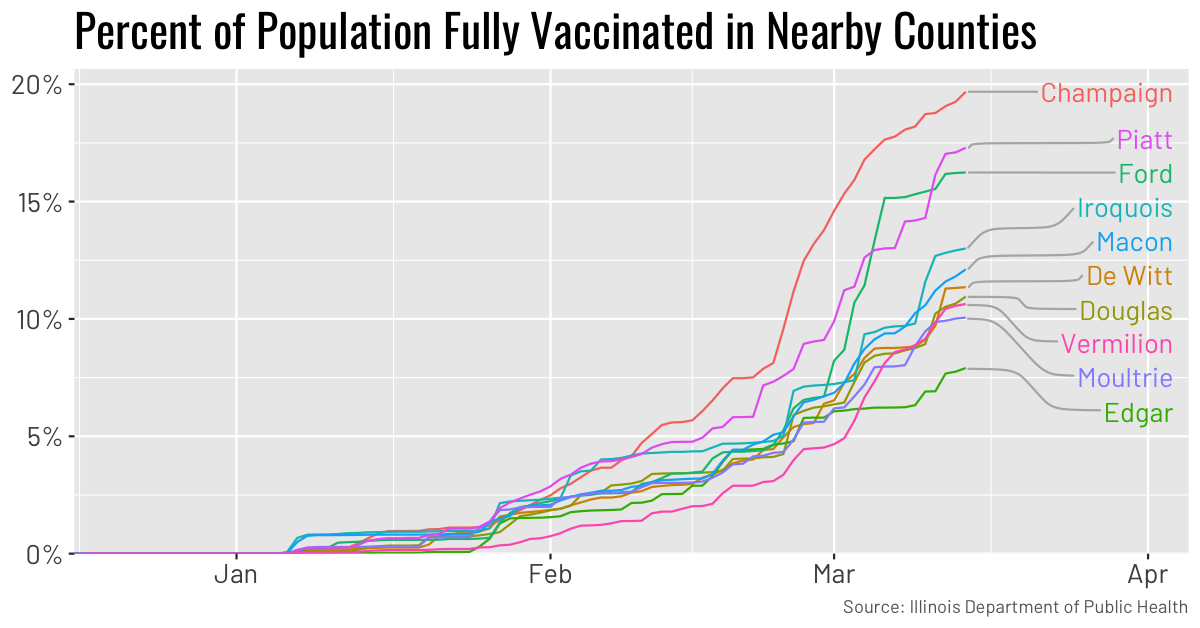 Percent of Population Fully Vaccinated in Nearby Counties
20%
15%
10%
5%
0%
Champaign
Piatt
Ford
Iroquois
Macon
De Witt
Douglas
Vermilion
Moultrie
Edgar
Jan Feb Mar Apr
Source: Illinois Department of Public Health